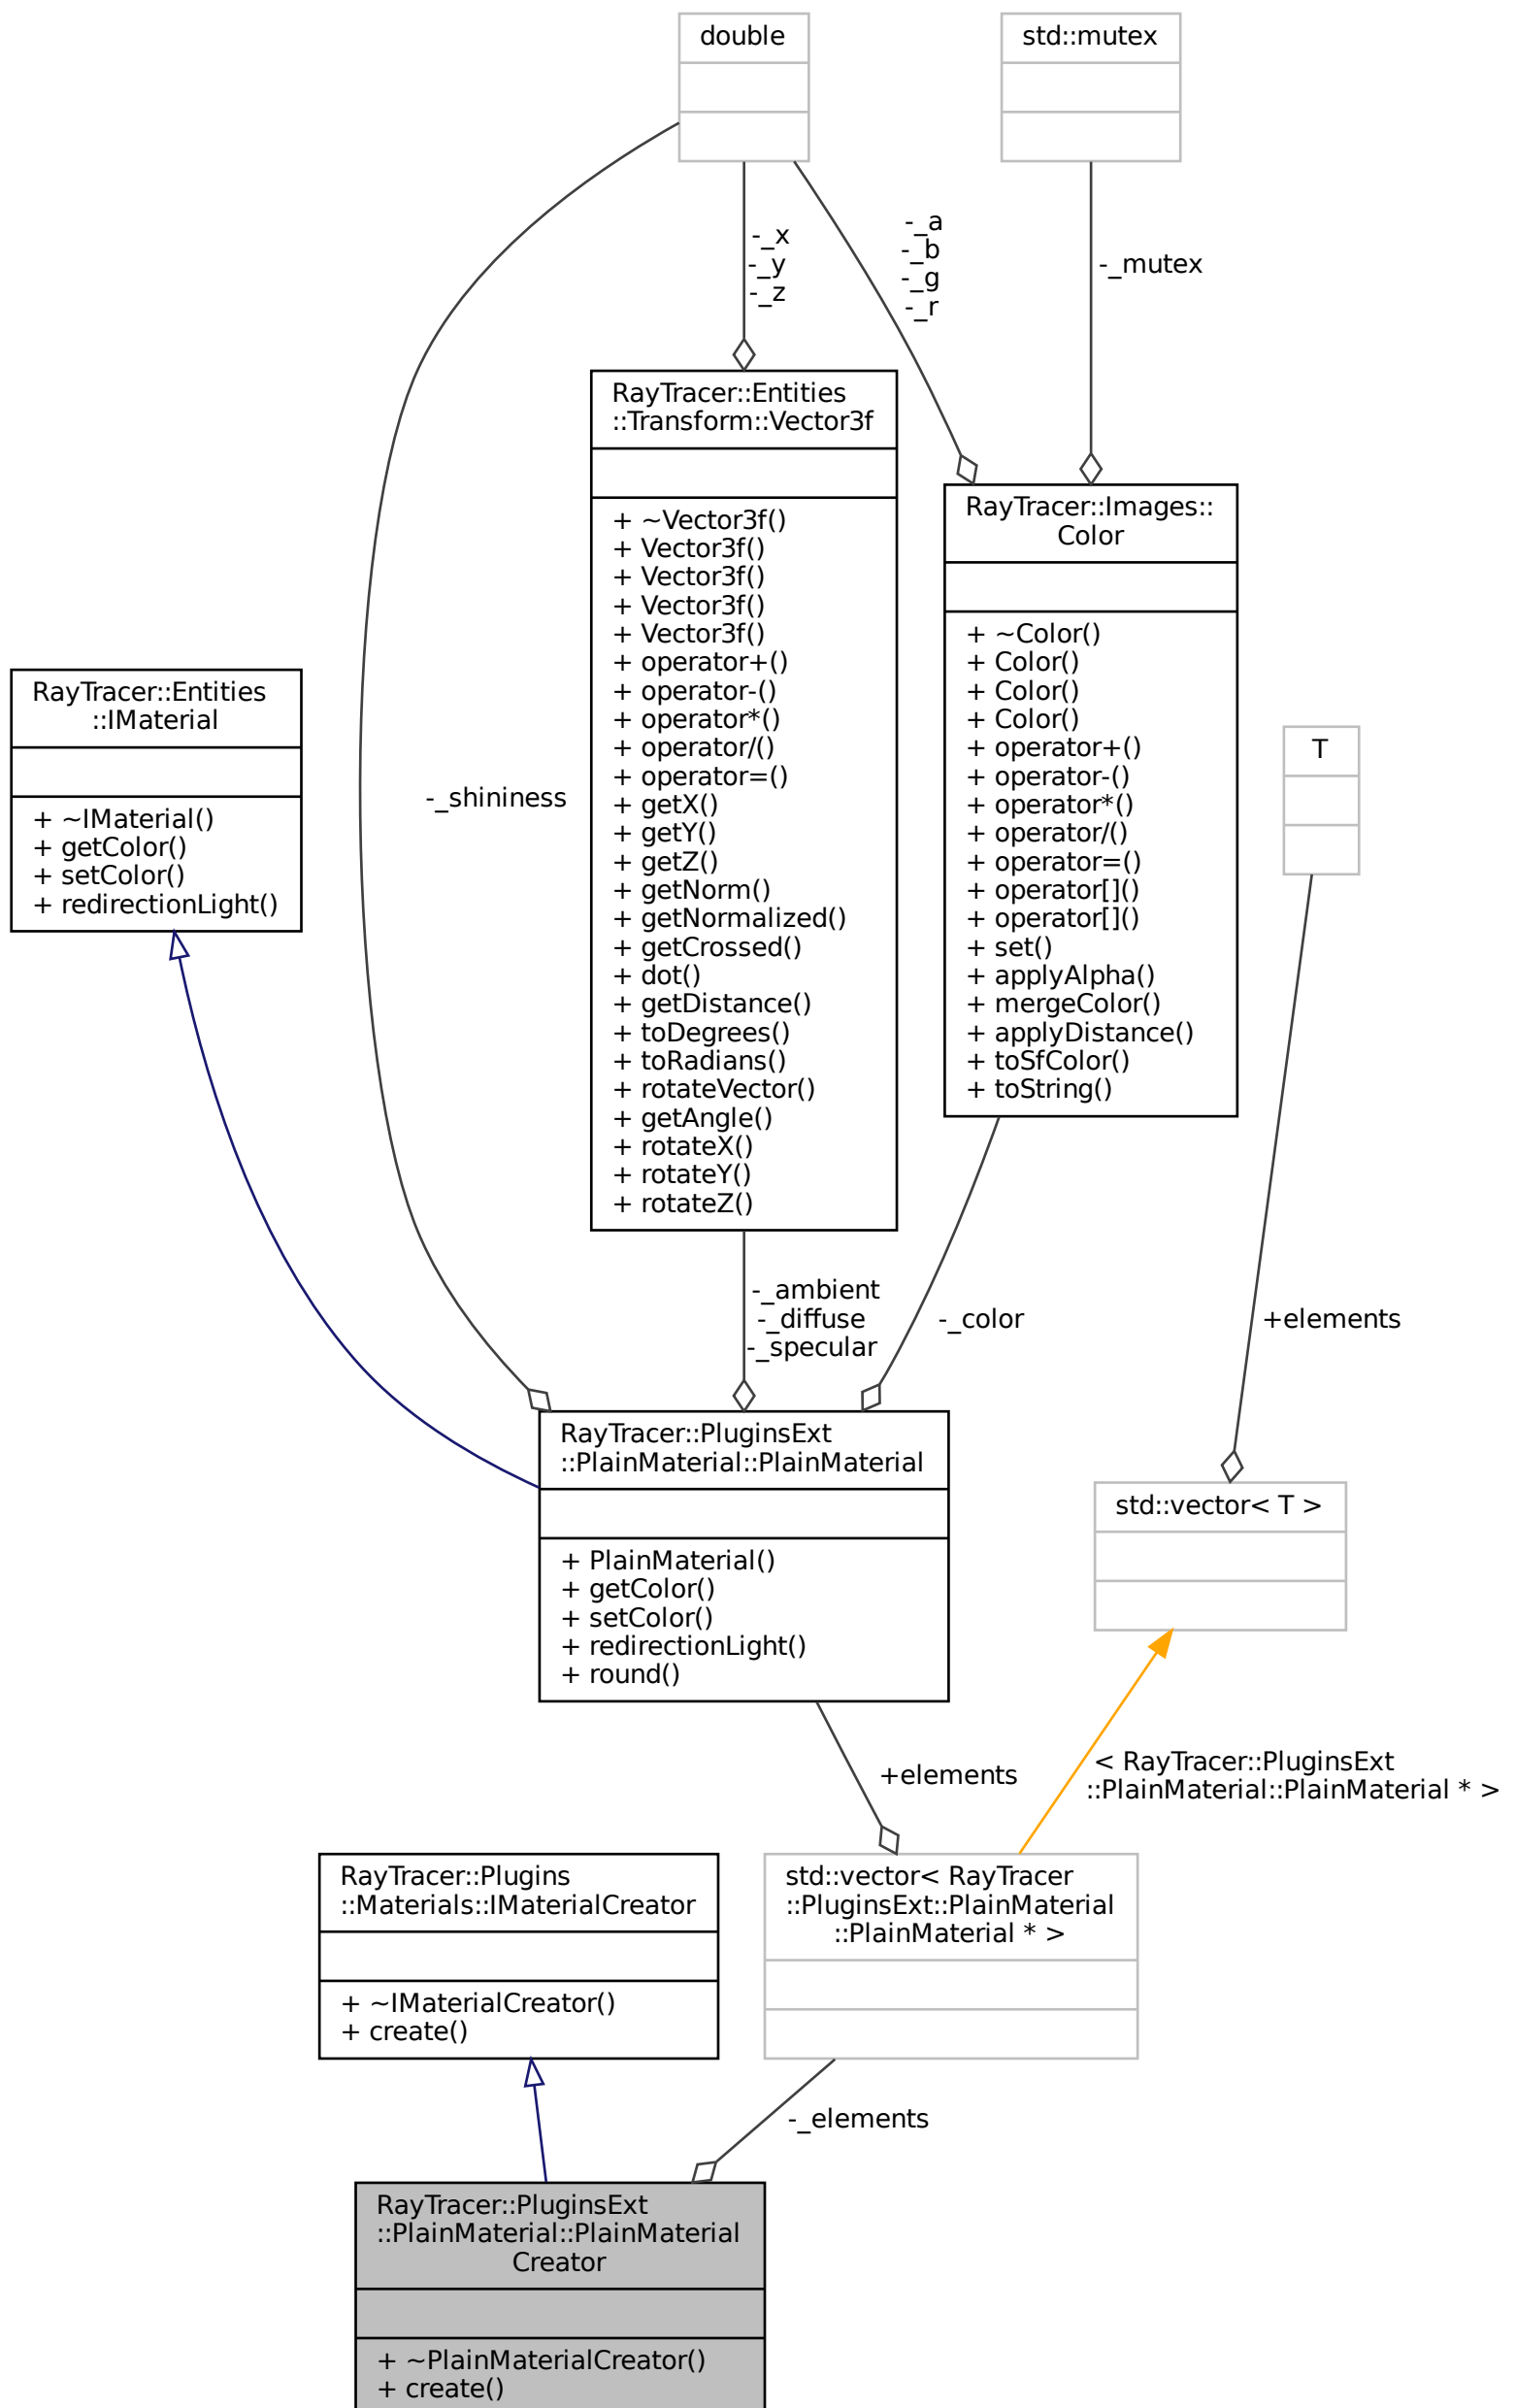 double
std::mutex
-_x
-_y
-_z
-_a
-_b
-_g
-_r
-_mutex
RayTracer::Entities
::Transform::Vector3f
+ ~Vector3f()
+ Vector3f()
+ Vector3f()
+ Vector3f()
+ Vector3f()
+ operator+()
+ operator-()
+ operator*()
+ operator/()
+ operator=()
+ getX()
+ getY()
+ getZ()
+ getNorm()
+ getNormalized()
+ getCrossed()
+ dot()
+ getDistance()
+ toDegrees()
+ toRadians()
+ rotateVector()
+ getAngle()
+ rotateX()
+ rotateY()
+ rotateZ()
RayTracer::Images::
Color
+ ~Color()
+ Color()
+ Color()
+ Color()
+ operator+()
+ operator-()
+ operator*()
+ operator/()
+ operator=()
+ operator[]()
+ operator[]()
+ set()
+ applyAlpha()
+ mergeColor()
+ applyDistance()
+ toSfColor()
+ toString()
RayTracer::Entities
::IMaterial
+ ~IMaterial()
+ getColor()
+ setColor()
+ redirectionLight()
-_shininess
T
-_ambient
-_diffuse
-_specular
-_color
+elements
RayTracer::PluginsExt
::PlainMaterial::PlainMaterial
+ PlainMaterial()
+ getColor()
+ setColor()
+ redirectionLight()
+ round()
std::vector< T >
+elements
< RayTracer::PluginsExt
::PlainMaterial::PlainMaterial * >
RayTracer::Plugins
::Materials::IMaterialCreator
+ ~IMaterialCreator()
+ create()
std::vector< RayTracer
::PluginsExt::PlainMaterial
::PlainMaterial * >
-_elements
RayTracer::PluginsExt
::PlainMaterial::PlainMaterial
Creator
+ ~PlainMaterialCreator()
+ create()